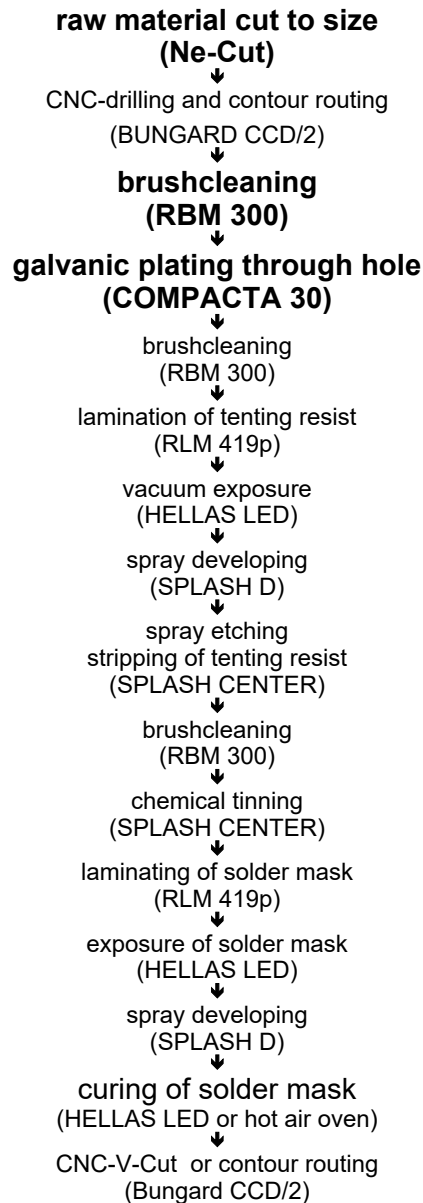 raw material cut to size
(Ne-Cut)
CNC-drilling and contour routing
(BUNGARD CCD/2)
brushcleaning
(RBM 300)
galvanic plating through hole
(COMPACTA 30)
brushcleaning
(RBM 300)
lamination of tenting resist
(RLM 419p)
vacuum exposure
(HELLAS LED)
spray developing
(SPLASH D)
spray etching
stripping of tenting resist
(SPLASH CENTER)
brushcleaning
(RBM 300)
chemical tinning
(SPLASH CENTER)
laminating of solder mask
(RLM 419p)
exposure of solder mask
(HELLAS LED)
spray developing
(SPLASH D)
curing of solder mask
(HELLAS LED or hot air oven)
CNC-V-Cut or contour routing
(Bungard CCD/2)